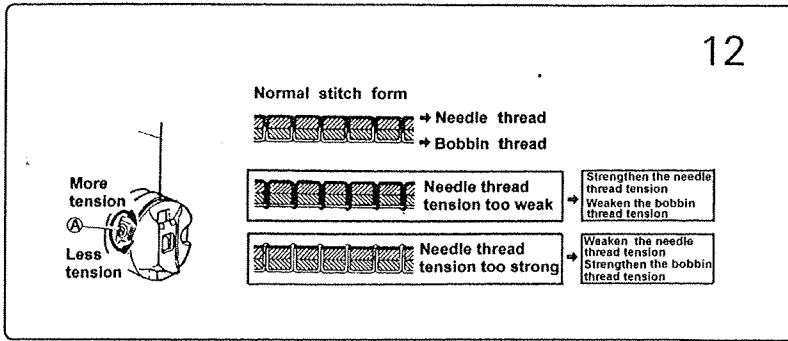 12
Normal stitch form
→ Needle thread
→ Bobbin thread
More
tension
Ⓐ
Less
tension
Needle thread
tension too weak
→
Strengthen the needle
thread tension
Weaken the bobbin
thread tension
Needle thread
tension too strong
→
Weaken the needle
thread tension
Strengthen the bobbin
thread tension